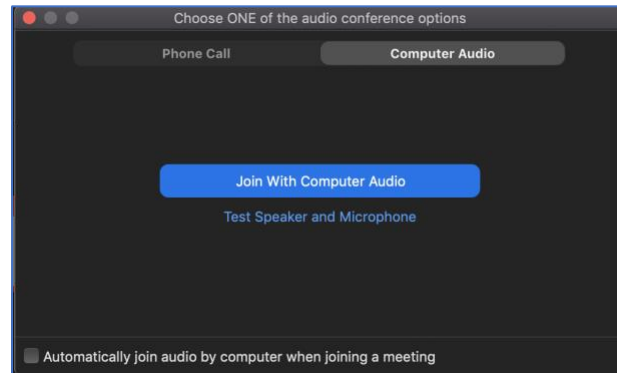 Choose ONE of the audio conference options
Phone Call
Computer Audio
Join With Computer Audio
Test Speaker and Microphone
Automatically join audio by computer when joining a meeting